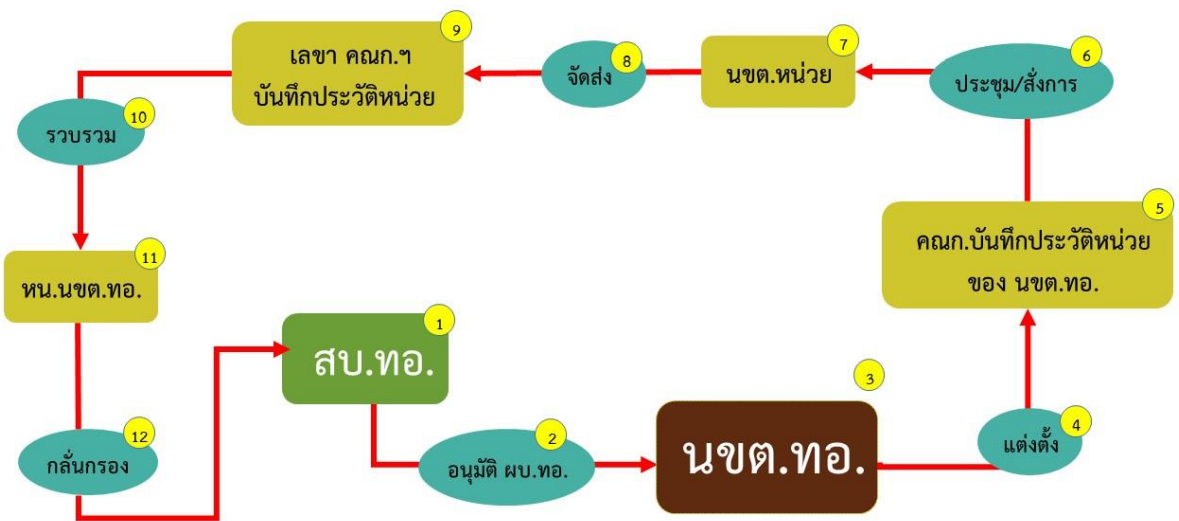 9
เลขา คณก.ฯ
บันทึกประวัติหน่วย
8
จัดส่ง
7
นขต.หน่วย
6
ประชุม/สั่งการ
10
รวบรวม
5
คณก.บันทึกประวัติหน่วย
ของ นขต.ทอ.
11
หน.นขต.ทอ.
1
สบ.ทอ.
3
นขต.ทอ.
12
กลั่นกรอง
2
อนุมัติ ผบ.ทอ.
4
แต่งตั้ง